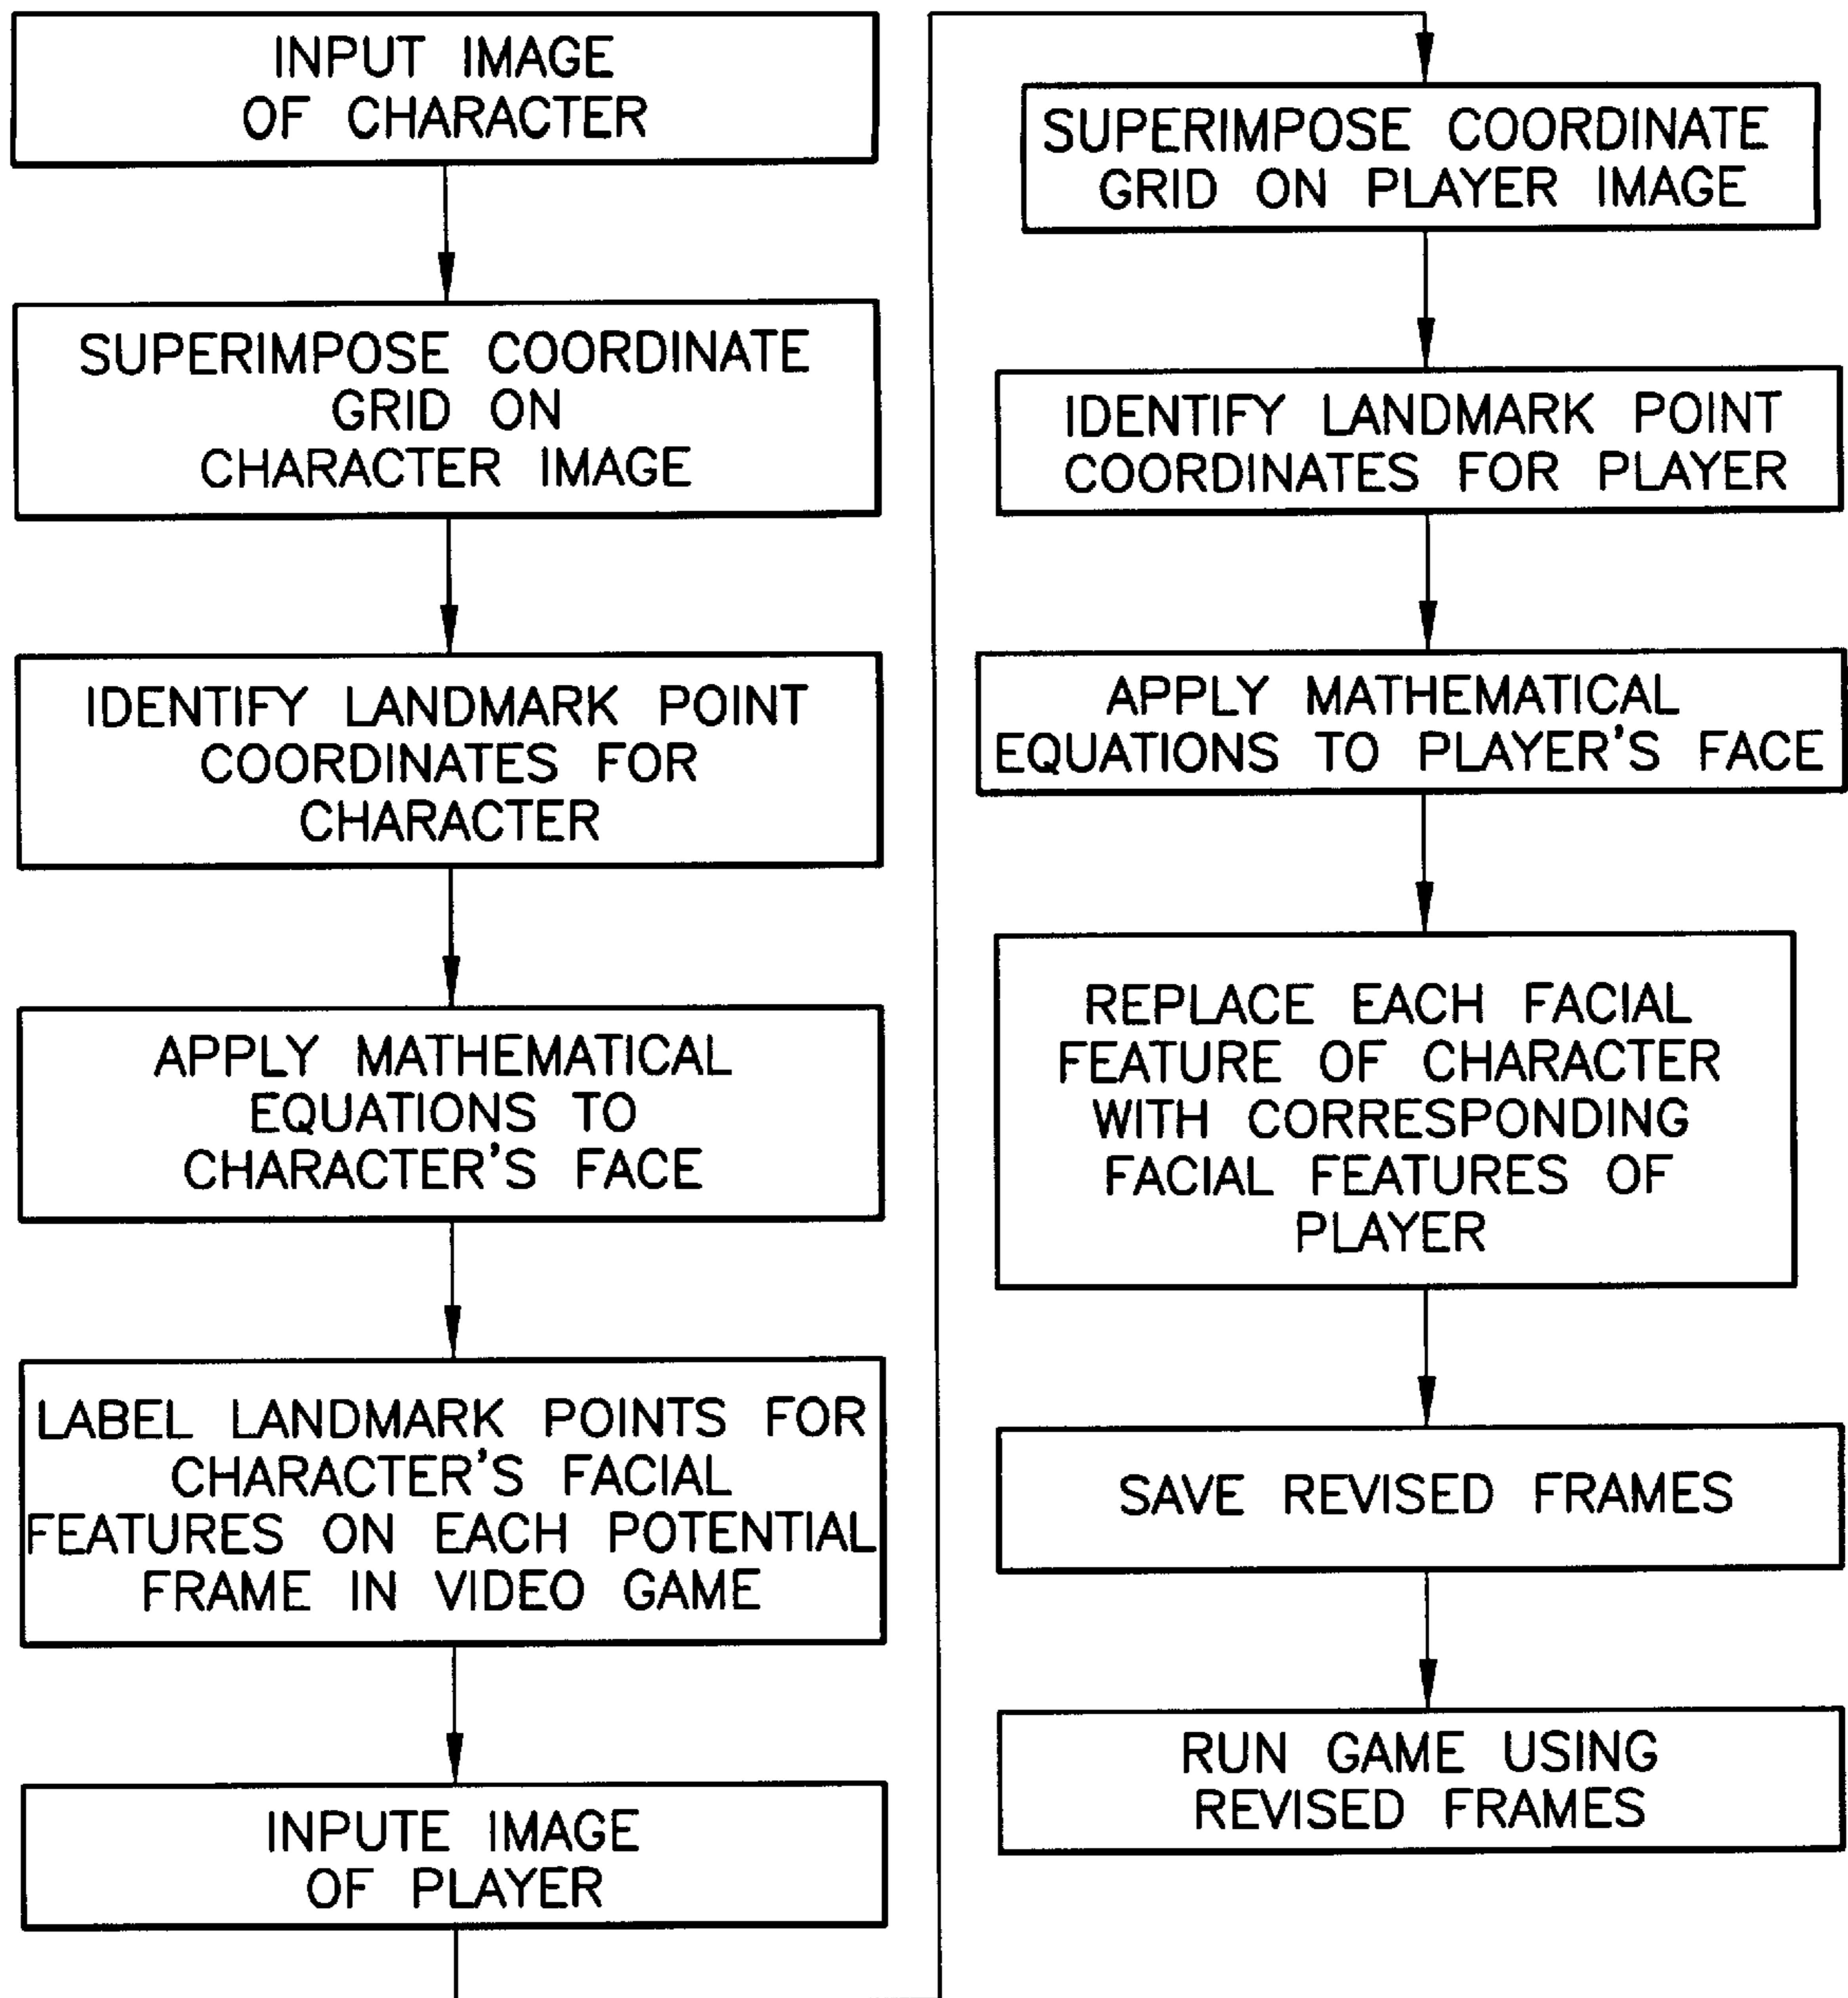 INPUT IMAGE
OF CHARACTER
SUPERIMPOSE COORDINATE
GRID ON
CHARACTER IMAGE
IDENTIFY LANDMARK POINT
COORDINATES FOR
CHARACTER
APPLY MATHEMATICAL
EQUATIONS TO
CHARACTER'S FACE
LABEL LANDMARK POINTS FOR
CHARACTER'S FACIAL
FEATURES ON EACH POTENTIAL
FRAME IN VIDEO GAME
INPUTE IMAGE
OF PLAYER
SUPERIMPOSE COORDINATE
GRID ON PLAYER IMAGE
IDENTIFY LANDMARK POINT
COORDINATES FOR PLAYER
APPLY MATHEMATICAL
EQUATIONS TO PLAYER'S FACE
REPLACE EACH FACIAL
FEATURE OF CHARACTER
WITH CORRESPONDING
FACIAL FEATURES OF
PLAYER
SAVE REVISED FRAMES
RUN GAME USING
REVISED FRAMES